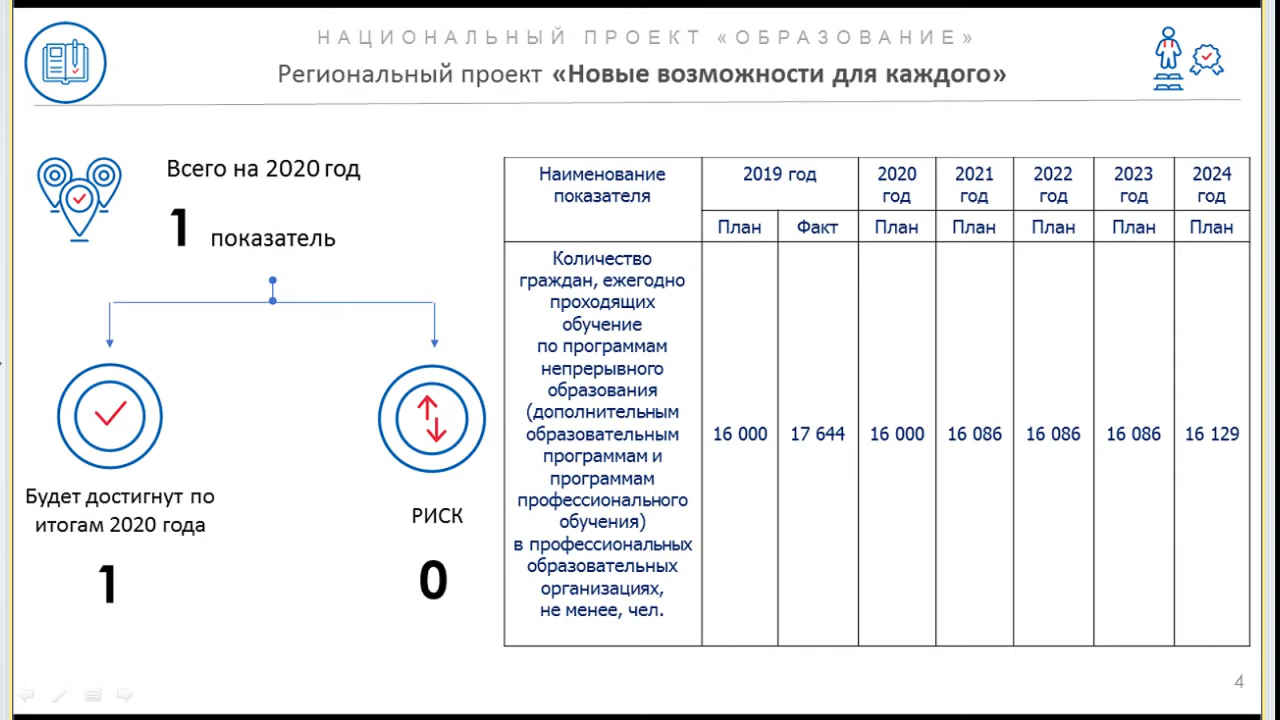 НАЦИОНАЛЬНЫЙ ПРОЕКТ «ОБРАЗОВАНИЕ»
Региональный проект «Новые возможности для каждого»
Всего на 2020 год
1 показатель
Будет достигнут по
итогам 2020 года
1
РИСК
0
Наименование
показателя
2019 год
2020
год
2021
год
2022
год
2023
год
2024
год
План
Факт
План
План
План
План
План
Количество
граждан, ежегодно
проходящих
обучение
по программам
непрерывного
образования
(дополнительным
образовательным
программам и
программам
профессионального
обучения)
в профессиональных
образовательных
организациях,
не менее, чел.
16 000
17 644
16 000
16 086
16 086
16 086
16 129
4